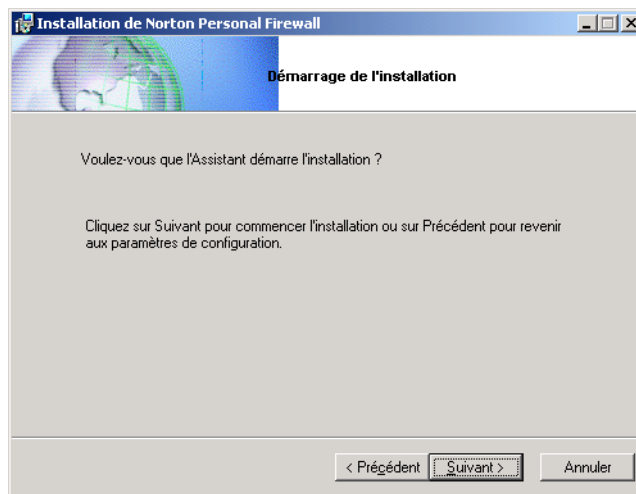 Installation de Norton Personal Firewall
Démarrage de l'installation
Voulez-vous que l'Assistant démarre l'installation ?
Cliquez sur Suivant pour commencer l'installation ou sur Précédent pour revenir
aux paramètres de configuration.
< Précédent Suivant > Annuler